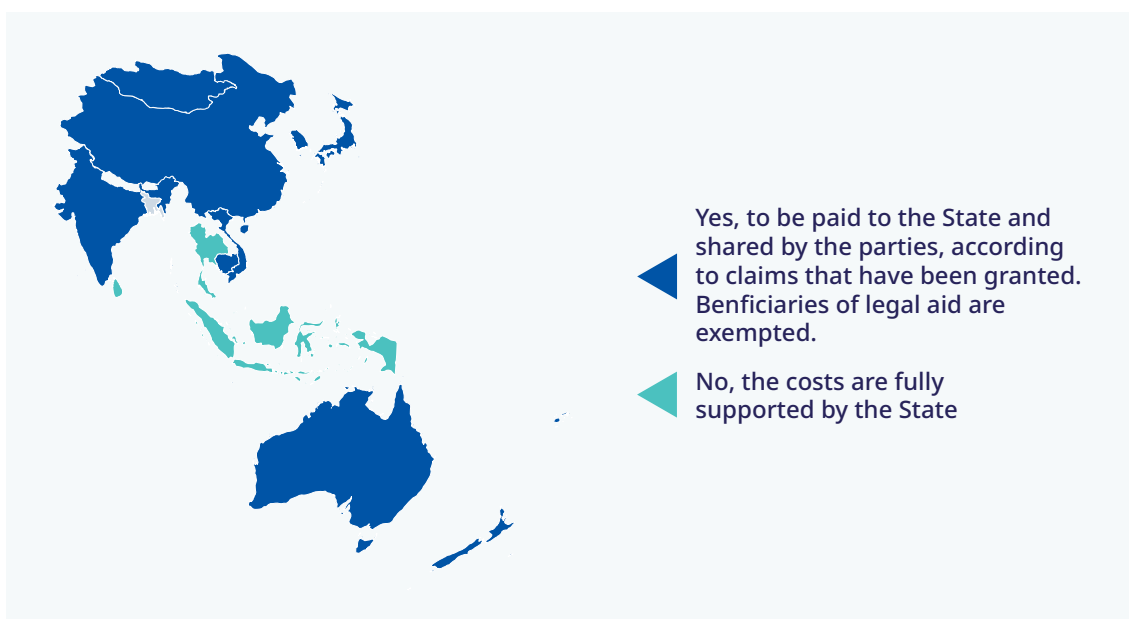 Yes, to be paid to the State and
shared by the parties, according
to claims that have been granted.
Benficiaries of legal aid are
exempted.
No, the costs are fully
supported by the State